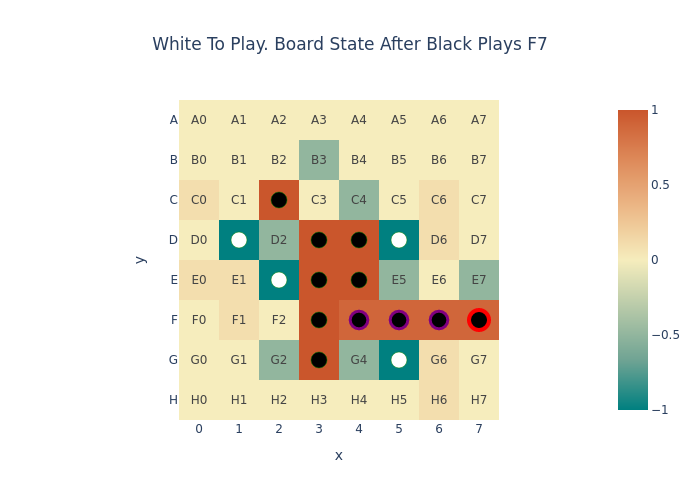 White To Play. Board State After Black Plays F7
A A0 A1 A2 A3 A4 A5 A6 A7
B B0 B1 B2 B3 B4 B5 B6 B7
C C0 C1 C3 C4 C5 C6 C7
D D0 D2 D6 D7
E E0 E1 E5 E6 E7
F F0 F1 F2
G G0 G1 G2 G4 G6 G7
H H0 H1 H2 H3 H4 H5 H6 H7
0 1 2 3 4 5 6 7
x
y
1
0.5
0
−0.5
−1